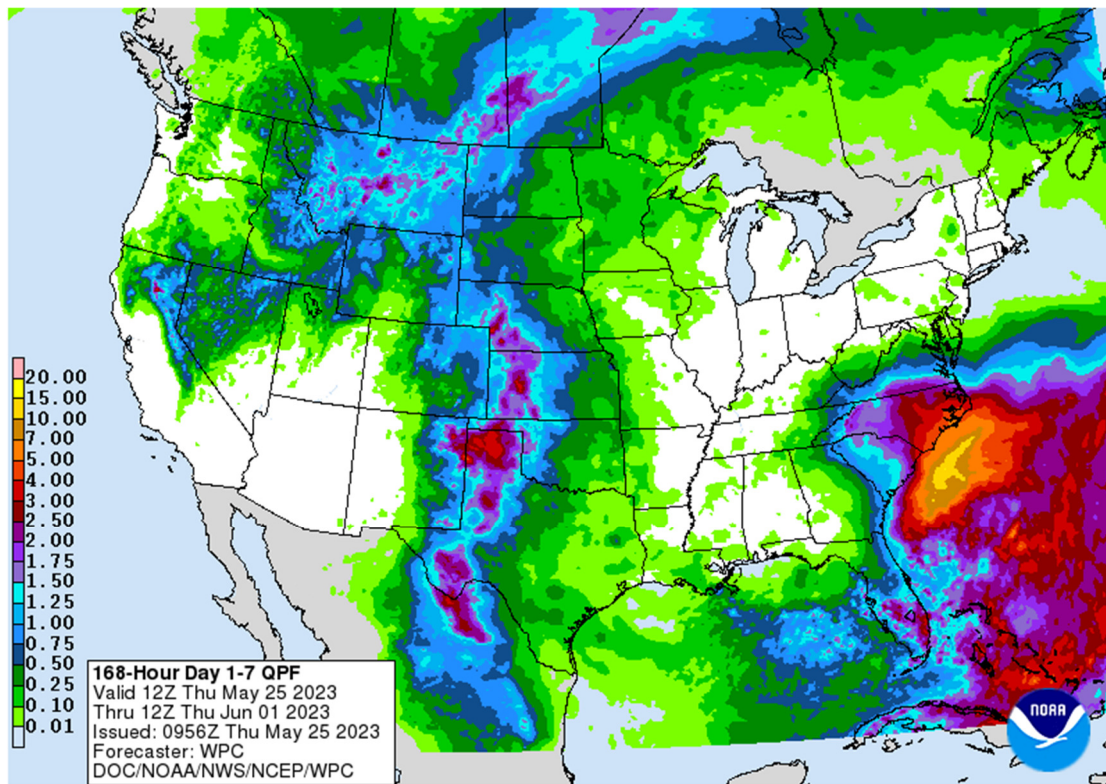 20.00
15.00
10.00
7.00
5.00
4.00
3.00
2.50
2.00
1.75
1.50
1.25
1.00
0.75
0.50
0.25
0.10
0.01
168-Hour Day 1-7 QPF
Valid 12Z Thu May 25 2023
Thru 12Z Thu Jun 01 2023
Issued: 0956Z Thu May 25 2023
Forecaster: WPC
DOC/NOAA/NWS/NCEP/WPC
NOAA